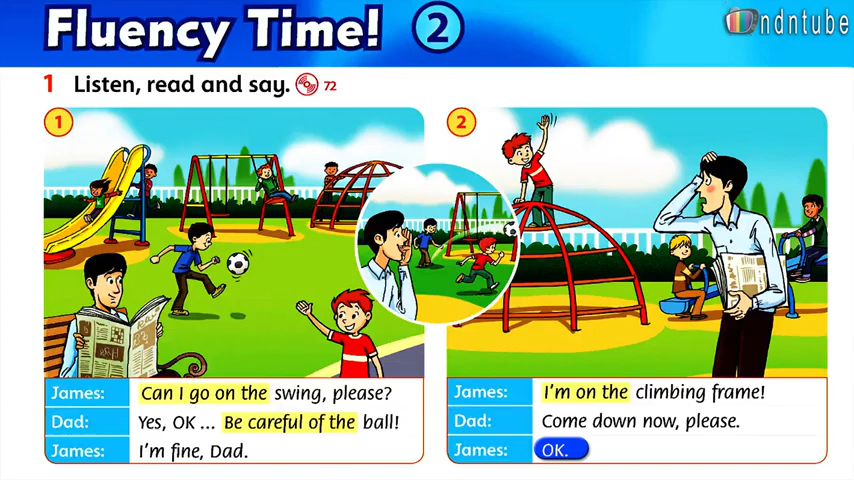 Fluency Time! 2
ndntube
1 Listen, read and say. 72
1
James: Can I go on the swing, please?
Dad: Yes, OK ... Be careful of the ball!
James: I'm fine, Dad.
2
James: I'm on the climbing frame!
Dad: Come down now, please.
James: OK.